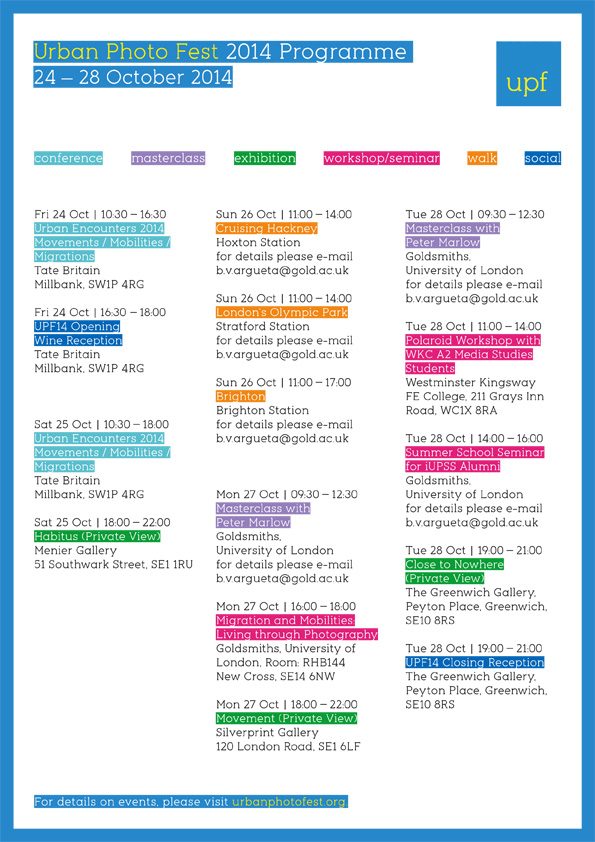 Urban Photo Fest 2014 Programme
24 – 28 October 2014
upf
conference masterclass exhibition workshop/seminar walk social
Fri 24 Oct | 10:30 – 16:30
Urban Encounters 2014
Movements / Mobilities /
Migrations
Tate Britain
Millbank, SW1P 4RG
Fri 24 Oct | 16:30 – 18:00
UPF14 Opening
Wine Reception
Tate Britain
Millbank, SW1P 4RG
Sat 25 Oct | 10:30 – 18:00
Urban Encounters 2014
Movements / Mobilities /
Migrations
Tate Britain
Millbank, SW1P 4RG
Sat 25 Oct | 18:00 – 22:00
Habitus (Private View)
Menier Gallery
51 Southwark Street, SE1 1RU
Sun 26 Oct | 11:00 – 14:00
Cruising Hackney
Hoxton Station
for details please e-mail
b.v.argueta@gold.ac.uk
Sun 26 Oct | 11:00 – 14:00
London's Olympic Park
Stratford Station
for details please e-mail
b.v.argueta@gold.ac.uk
Sun 26 Oct | 11:00 – 17:00
Brighton
Brighton Station
for details please e-mail
b.v.argueta@gold.ac.uk
Mon 27 Oct | 09:30 – 12:30
Masterclass with
Peter Marlow
Goldsmiths,
University of London
for details please e-mail
b.v.argueta@gold.ac.uk
Mon 27 Oct | 16:00 – 18:00
Migration and Mobilities:
Living through Photography
Goldsmiths, University of
London, Room: RHB144
New Cross, SE14 6NW
Mon 27 Oct | 18:00 – 22:00
Movement (Private View)
Silverprint Gallery
120 London Road, SE1 6LF
Tue 28 Oct | 09:30 – 12:30
Masterclass with
Peter Marlow
Goldsmiths,
University of London
for details please e-mail
b.v.argueta@gold.ac.uk
Tue 28 Oct | 11:00 – 14:00
Polaroid Workshop with
WKC A2 Media Studies
Students
Westminster Kingsway
FE College, 211 Grays Inn
Road, WC1X 8RA
Tue 28 Oct | 14:00 – 16:00
Summer School Seminar
for iUPSS Alumni
Goldsmiths,
University of London
for details please e-mail
b.v.argueta@gold.ac.uk
Tue 28 Oct | 19:00 – 21:00
Close to Nowhere
(Private View)
The Greenwich Gallery,
Peyton Place, Greenwich,
SE10 8RS
Tue 28 Oct | 19:00 – 21:00
UPF14 Closing Reception
The Greenwich Gallery,
Peyton Place, Greenwich,
SE10 8RS
For details on events, please visit urbanphotofest.org